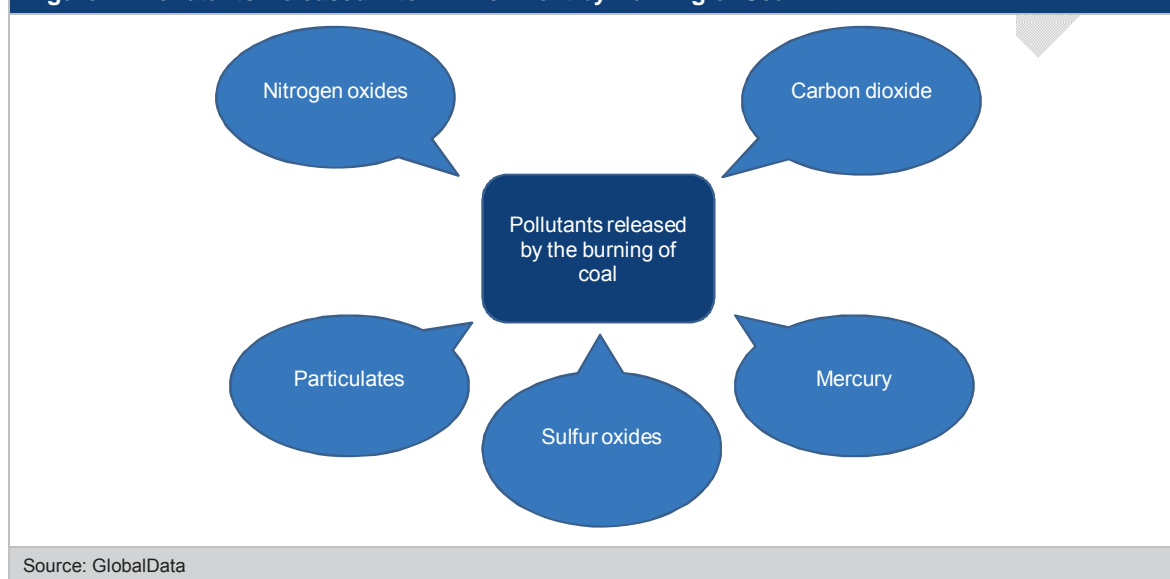 Nitrogen oxides
Carbon dioxide
Pollutants released
by the burning of
coal
Particulates
Mercury
Sulfur oxides
Source: GlobalData